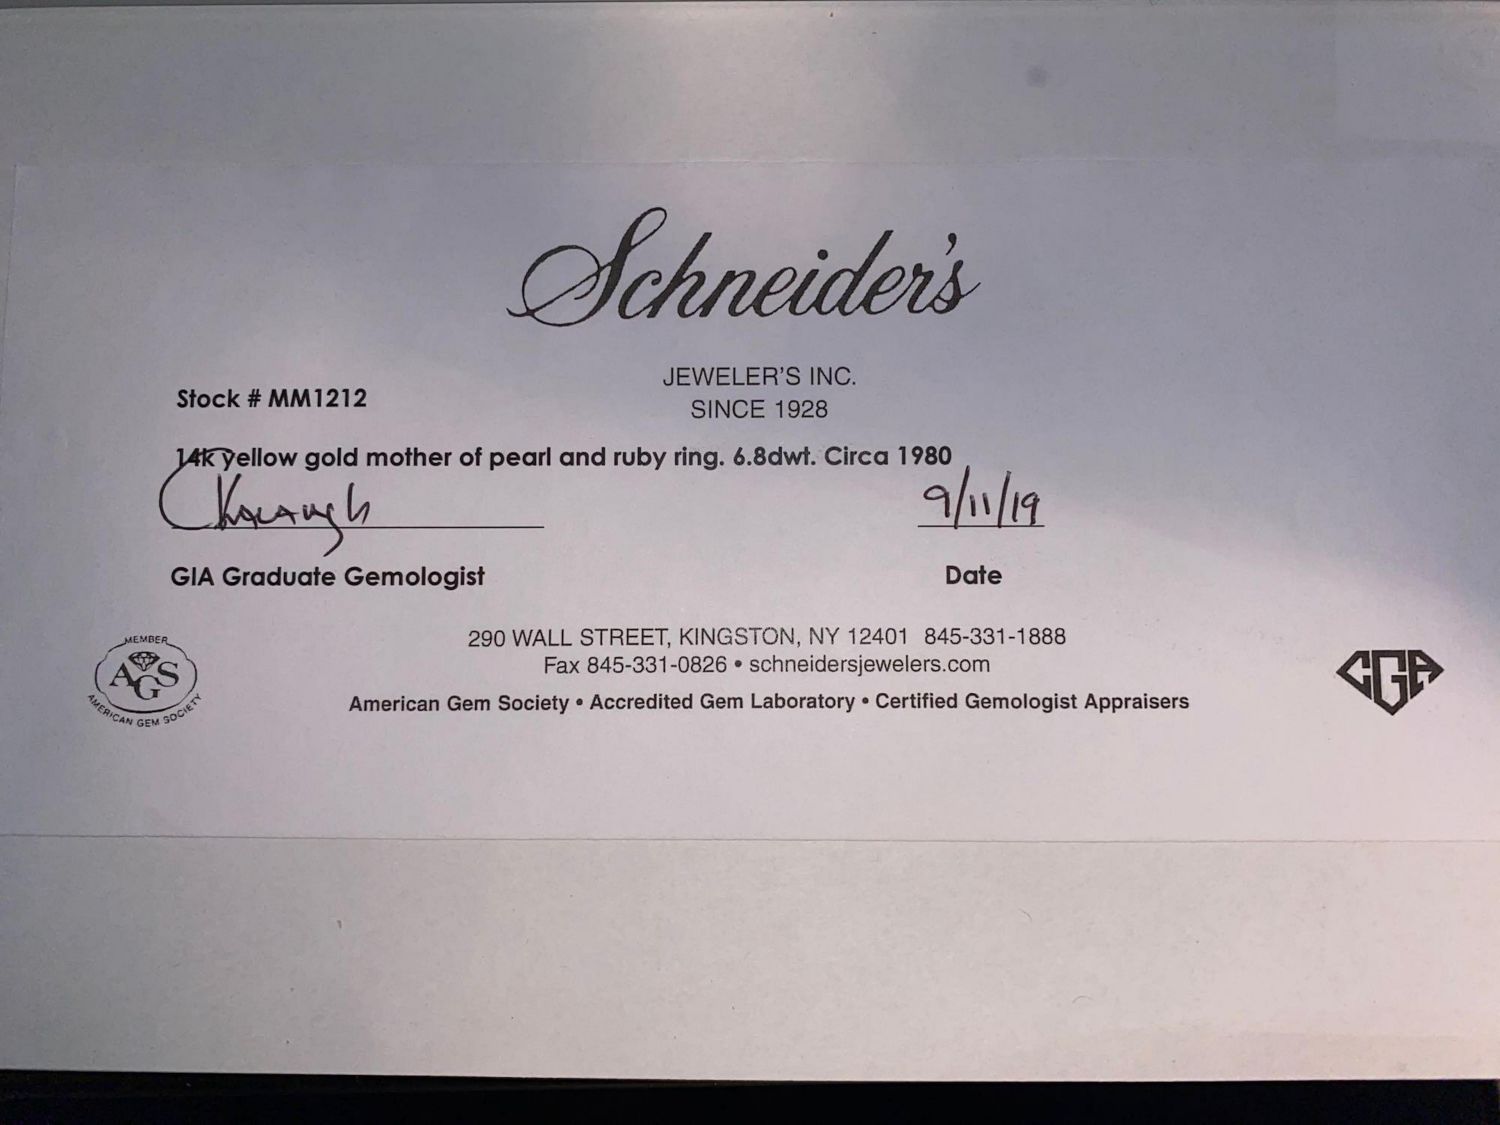 Schneider's
JEWELER'S INC.
SINCE 1928
Stock # MM1212
14k yellow gold mother of pearl and ruby ring. 6.8dwt. Circa 1980
9/11/19
GIA Graduate Gemologist
Date
290 WALL STREET, KINGSTON, NY 12401 845-331-1888
Fax 845-331-0826 • schneidersjewelers.com
American Gem Society • Accredited Gem Laboratory • Certified Gemologist Appraisers
MEMBER
AGS
AMERICAN GEM SOCIETY
CGA